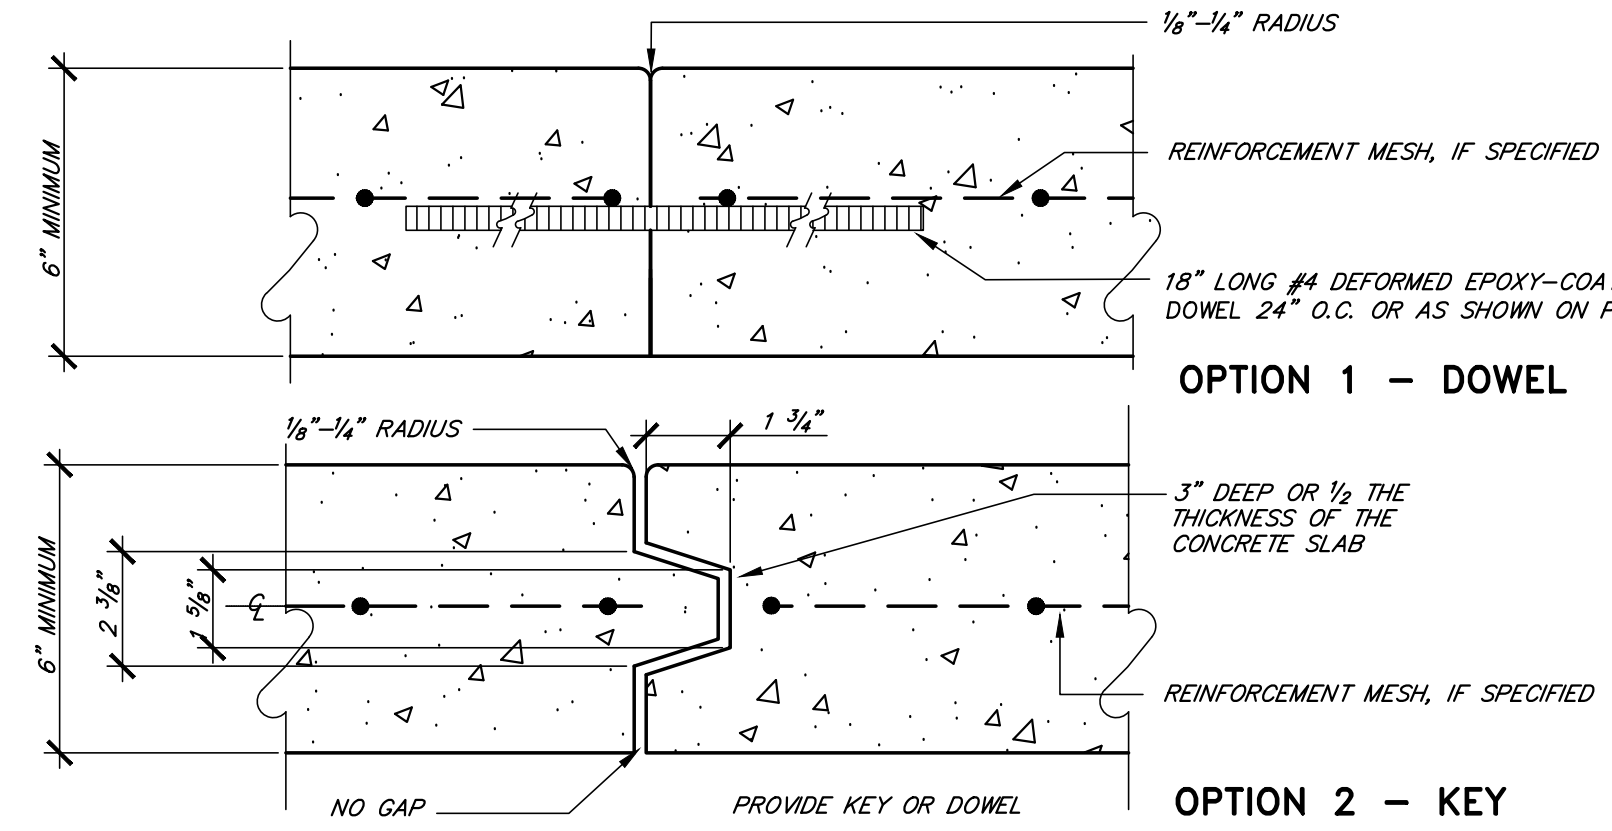 1/8"-1/4" RADIUS
6" MINIMUM
REINFORCEMENT MESH, IF SPECIFIED
18" LONG #4 DEFORMED EPOXY-COA
DOWEL 24" O.C. OR AS SHOWN ON
OPTION 1 - DOWEL
1/8"-1/4" RADIUS
1 3/4"
3" DEEP OR 1/2 THE
THICKNESS OF THE
CONCRETE SLAB
6" MINIMUM
2 3/8"
1 5/8"
CL
REINFORCEMENT MESH, IF SPECIFIED
NO GAP
PROVIDE KEY OR DOWEL
OPTION 2 - KEY